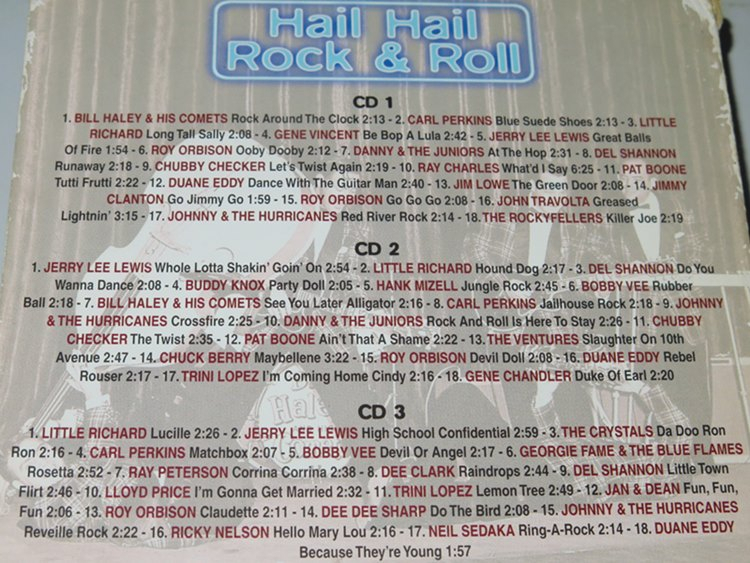 Hail Hail
Rock & Roll
CD 1
1. BILL HALEY & HIS COMETS Rock Around The Clock 2:13 - 2. CARL PERKINS Blue Suede Shoes 2:13 - 3. LITTLE
RICHARD Long Tall Sally 2:08 - 4. GENE VINCENT Be Bop A Lula 2:42 - 5. JERRY LEE LEWIS Great Balls
Of Fire 1:54 - 6. ROY ORBISON Ooby Dooby 2:12 - 7. DANNY & THE JUNIORS At The Hop 2:31 - 8. DEL SHANNON
Runaway 2:18 - 9. CHUBBY CHECKER Let's Twist Again 2:19 - 10. RAY CHARLES What'd I Say 6:25 - 11. PAT BOONE
Tutti Frutti 2:22 - 12. DUANE EDDY Dance With The Guitar Man 2:40 - 13. JIM LOWE The Green Door 2:08 - 14. JIMMY
CLANTON Go Jimmy Go 1:59 - 15. ROY ORBISON Go Go Go 2:08 - 16. JOHN TRAVOLTA Greased
Lightnin' 3:15 - 17. JOHNNY & THE HURRICANES Red River Rock 2:14 - 18. THE ROCKYFELLERS Killer Joe 2:19
CD 2
1. JERRY LEE LEWIS Whole Lotta Shakin' Goin' On 2:54 - 2. LITTLE RICHARD Hound Dog 2:17 - 3. DEL SHANNON Do You
Wanna Dance 2:08 - 4. BUDDY KNOX Party Doll 2:05 - 5. HANK MIZELL Jungle Rock 2:45 - 6. BOBBY VEE Rubber
Ball 2:18 - 7. BILL HALEY & HIS COMETS See You Later Alligator 2:16 - 8. CARL PERKINS Jailhouse Rock 2:18 - 9. JOHNNY
& THE HURRICANES Crossfire 2:25 - 10. DANNY & THE JUNIORS Rock And Roll Is Here To Stay 2:26 - 11. CHUBBY
CHECKER The Twist 2:35 - 12. PAT BOONE Ain't That A Shame 2:22 - 13. THE VENTURES Slaughter On 10th
Avenue 2:47 - 14. CHUCK BERRY Maybellene 3:22 - 15. ROY ORBISON Devil Doll 2:08 - 16. DUANE EDDY Rebel
Rouser 2:17 - 17. TRINI LOPEZ I'm Coming Home Cindy 2:16 - 18. GENE CHANDLER Duke Of Earl 2:20
CD 3
1. LITTLE RICHARD Lucille 2:26 - 2. JERRY LEE LEWIS High School Confidential 2:59 - 3. THE CRYSTALS Da Doo Ron
Ron 2:16 - 4. CARL PERKINS Matchbox 2:07 - 5. BOBBY VEE Devil Or Angel 2:17 - 6. GEORGIE FAME & THE BLUE FLAMES
Rosetta 2:52 - 7. RAY PETERSON Corrina Corrina 2:38 - 8. DEE CLARK Raindrops 2:44 - 9. DEL SHANNON Little Town
Flirt 2:46 - 10. LLOYD PRICE I'm Gonna Get Married 2:32 - 11. TRINI LOPEZ Lemon Tree 2:49 - 12. JAN & DEAN Fun, Fun,
Fun 2:06 - 13. ROY ORBISON Claudette 2:11 - 14. DEE DEE SHARP Do The Bird 2:08 - 15. JOHNNY & THE HURRICANES
Reveille Rock 2:22 - 16. RICKY NELSON Hello Mary Lou 2:16 - 17. NEIL SEDAKA Ring-A-Rock 2:14 - 18. DUANE EDDY
Because They're Young 1:57